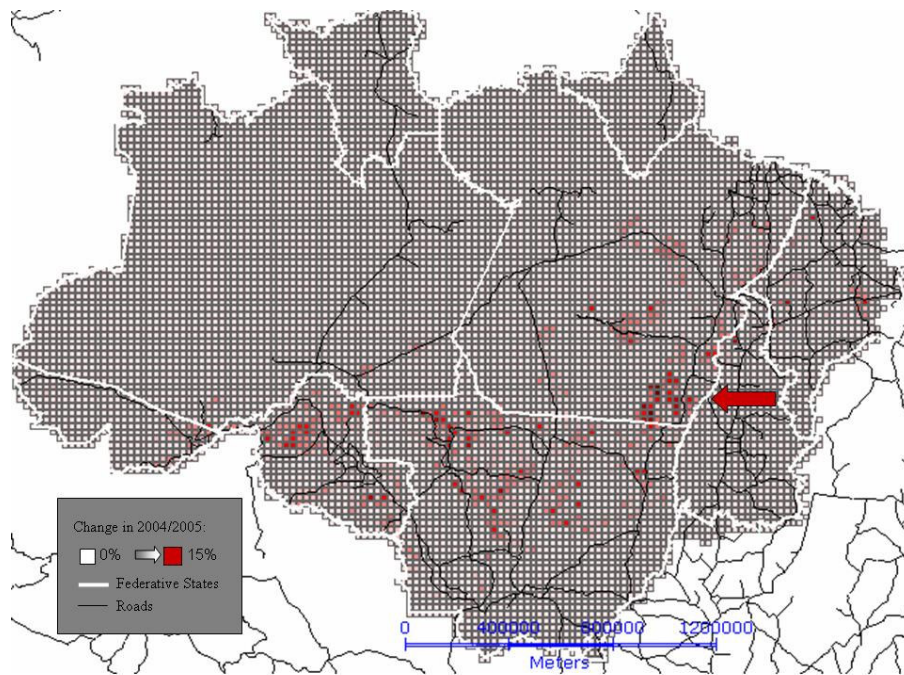 Change in 2004/2005:
0% 15%
Federative States
Roads
0 400000 800000 1200000
Meters